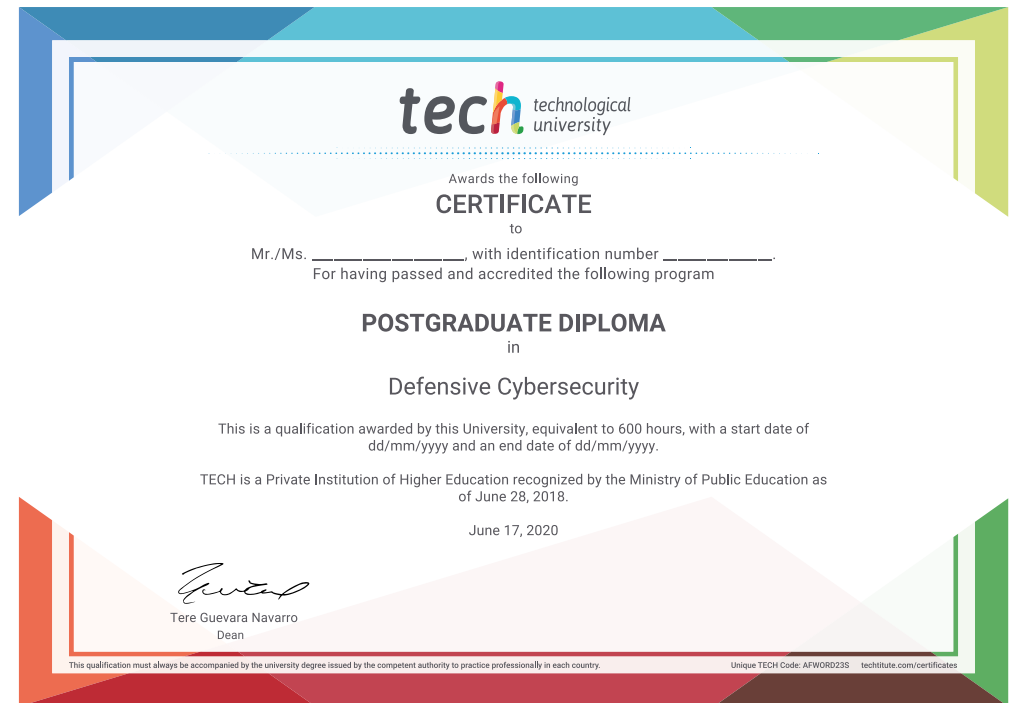 tech technological
university
Awards the following
CERTIFICATE
to
Mr./Ms. ____________________, with identification number ______________.
For having passed and accredited the following program
POSTGRADUATE DIPLOMA
in
Defensive Cybersecurity
This is a qualification awarded by this University, equivalent to 600 hours, with a start date of
dd/mm/yyyy and an end date of dd/mm/yyyy.
TECH is a Private Institution of Higher Education recognized by the Ministry of Public Education as
of June 28, 2018.
June 17, 2020
Tere Guevara Navarro
Dean
This qualification must always be accompanied by the university degree issued by the competent authority to practice professionally in each country. Unique TECH Code: AFWORD23S techtitute.com/certificates